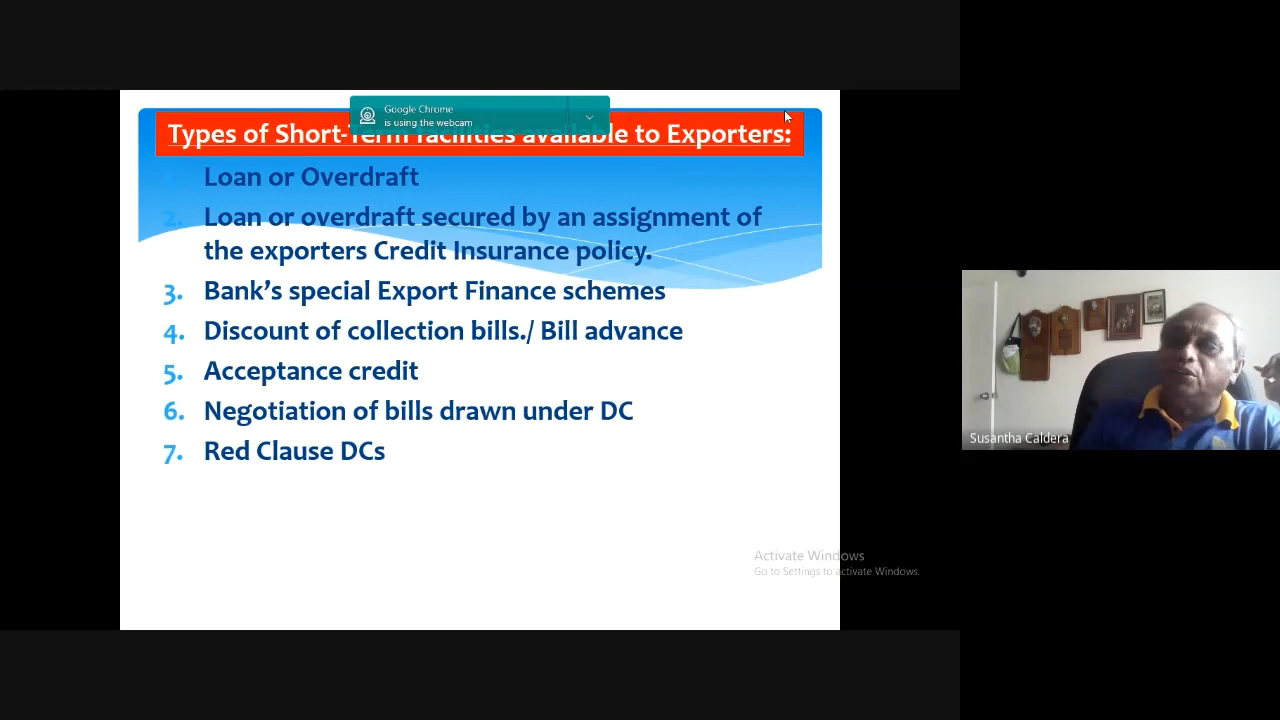 Google Chrome
is using the webcam
Types of Short-Term facilities available to Exporters:
Loan or Overdraft
2. Loan or overdraft secured by an assignment of
the exporters Credit Insurance policy.
3. Bank's special Export Finance schemes
4. Discount of collection bills./ Bill advance
5. Acceptance credit
6. Negotiation of bills drawn under DC
7. Red Clause DCs
Susantha Caldera
Activate Windows
Go to Settings to activate Windows.